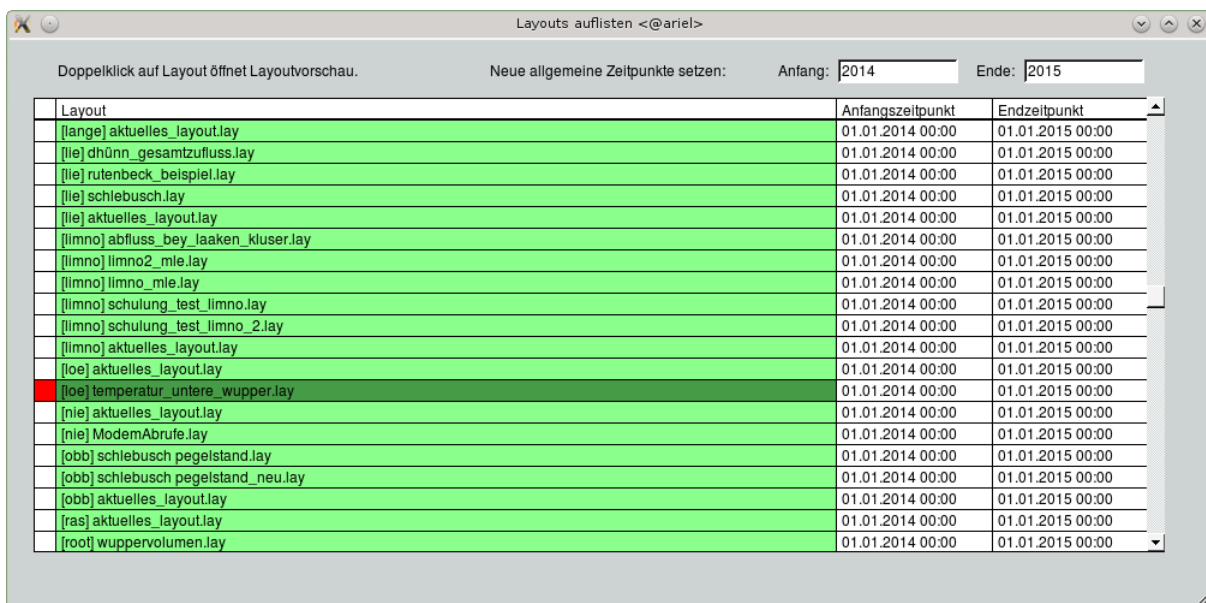 Layouts auflisten <@ariel>
Doppelklick auf Layout öffnet Layoutvorschau. Neue allgemeine Zeitpunkte setzen: Anfang: 2014 Ende: 2015
Layout Anfangszeitpunkt Endzeitpunkt
[lange] aktuelles_layout.lay 01.01.2014 00:00 01.01.2015 00:00
[lie] dhünn_gesamtzufluss.lay 01.01.2014 00:00 01.01.2015 00:00
[lie] rutenbeck_beispiel.lay 01.01.2014 00:00 01.01.2015 00:00
[lie] schlebusch.lay 01.01.2014 00:00 01.01.2015 00:00
[lie] aktuelles_layout.lay 01.01.2014 00:00 01.01.2015 00:00
[limno] abfluss_bey_laaken_kluser.lay 01.01.2014 00:00 01.01.2015 00:00
[limno] limno2_mle.lay 01.01.2014 00:00 01.01.2015 00:00
[limno] limno_mle.lay 01.01.2014 00:00 01.01.2015 00:00
[limno] schulung_test_limno.lay 01.01.2014 00:00 01.01.2015 00:00
[limno] schulung_test_limno_2.lay 01.01.2014 00:00 01.01.2015 00:00
[limno] aktuelles_layout.lay 01.01.2014 00:00 01.01.2015 00:00
[loe] aktuelles_layout.lay 01.01.2014 00:00 01.01.2015 00:00
[loe] temperatur_untere_wupper.lay 01.01.2014 00:00 01.01.2015 00:00
[nie] aktuelles_layout.lay 01.01.2014 00:00 01.01.2015 00:00
[nie] ModemAbrufe.lay 01.01.2014 00:00 01.01.2015 00:00
[obb] schlebusch pegelstand.lay 01.01.2014 00:00 01.01.2015 00:00
[obb] schlebusch pegelstand_neu.lay 01.01.2014 00:00 01.01.2015 00:00
[obb] aktuelles_layout.lay 01.01.2014 00:00 01.01.2015 00:00
[ras] aktuelles_layout.lay 01.01.2014 00:00 01.01.2015 00:00
[root] wuppervolumen.lay 01.01.2014 00:00 01.01.2015 00:00